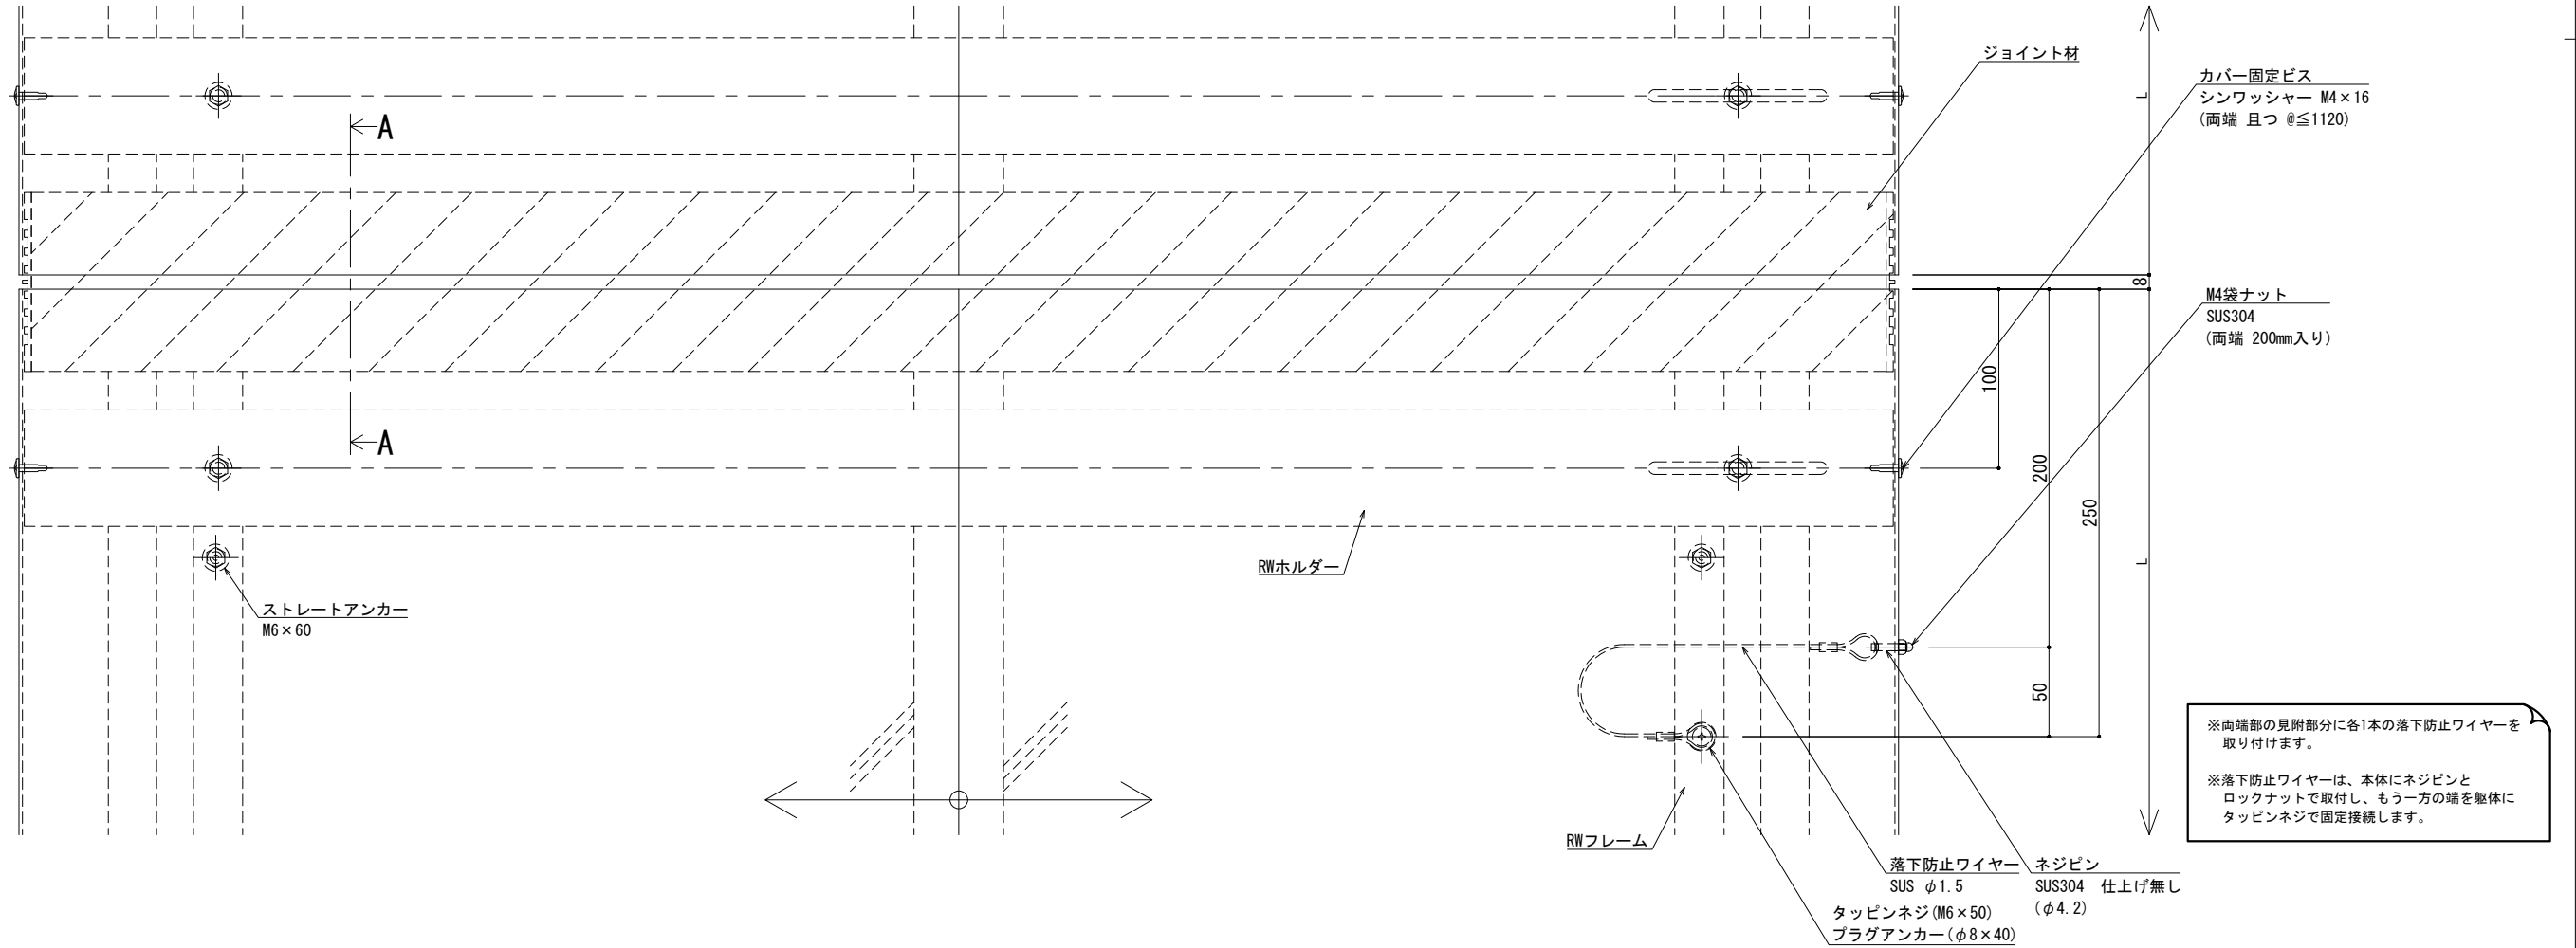 ジョイント材
カバー固定ビス
シンワッシャー M4×16
(両端 且つ @≦1120)
L
A
8
M4袋ナット
SUS304
(両端 200mm入り)
100
A
200
250
RWホルダー
L
ストレートアンカー
M6×60
50
※両端部の見附部分に各1本の落下防止ワイヤーを
取り付けます。
※落下防止ワイヤーは、本体にネジピンと
ロックナットで取付し、もう一方の端を躯体に
タッピンネジで固定接続します。
RWフレーム
落下防止ワイヤー
SUS φ1.5
ネジピン
SUS304 仕上げ無し
(φ4.2)
タッピンネジ(M6×50)
プラグアンカー(φ8×40)